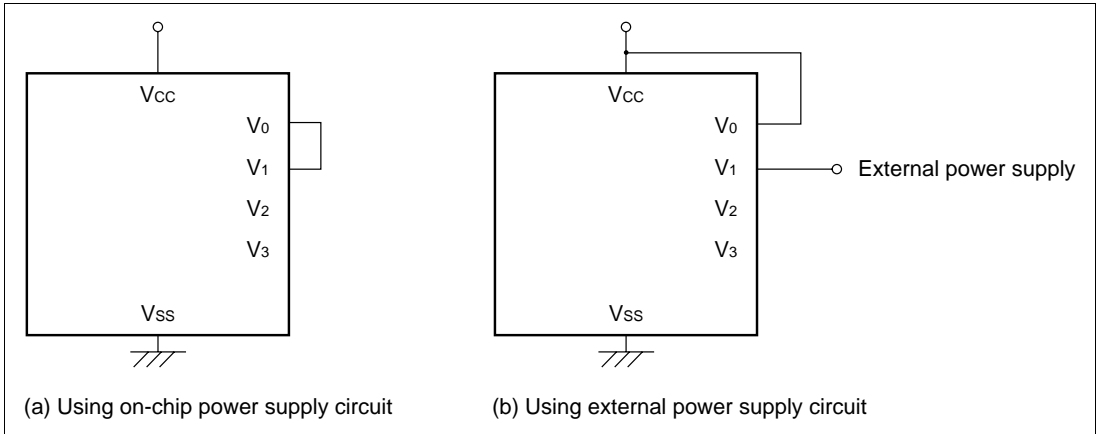 VCC
V0
V1
V2
V3
VSS
(a) Using on-chip power supply circuit
VCC
V0
V1
External power supply
V2
V3
VSS
(b) Using external power supply circuit